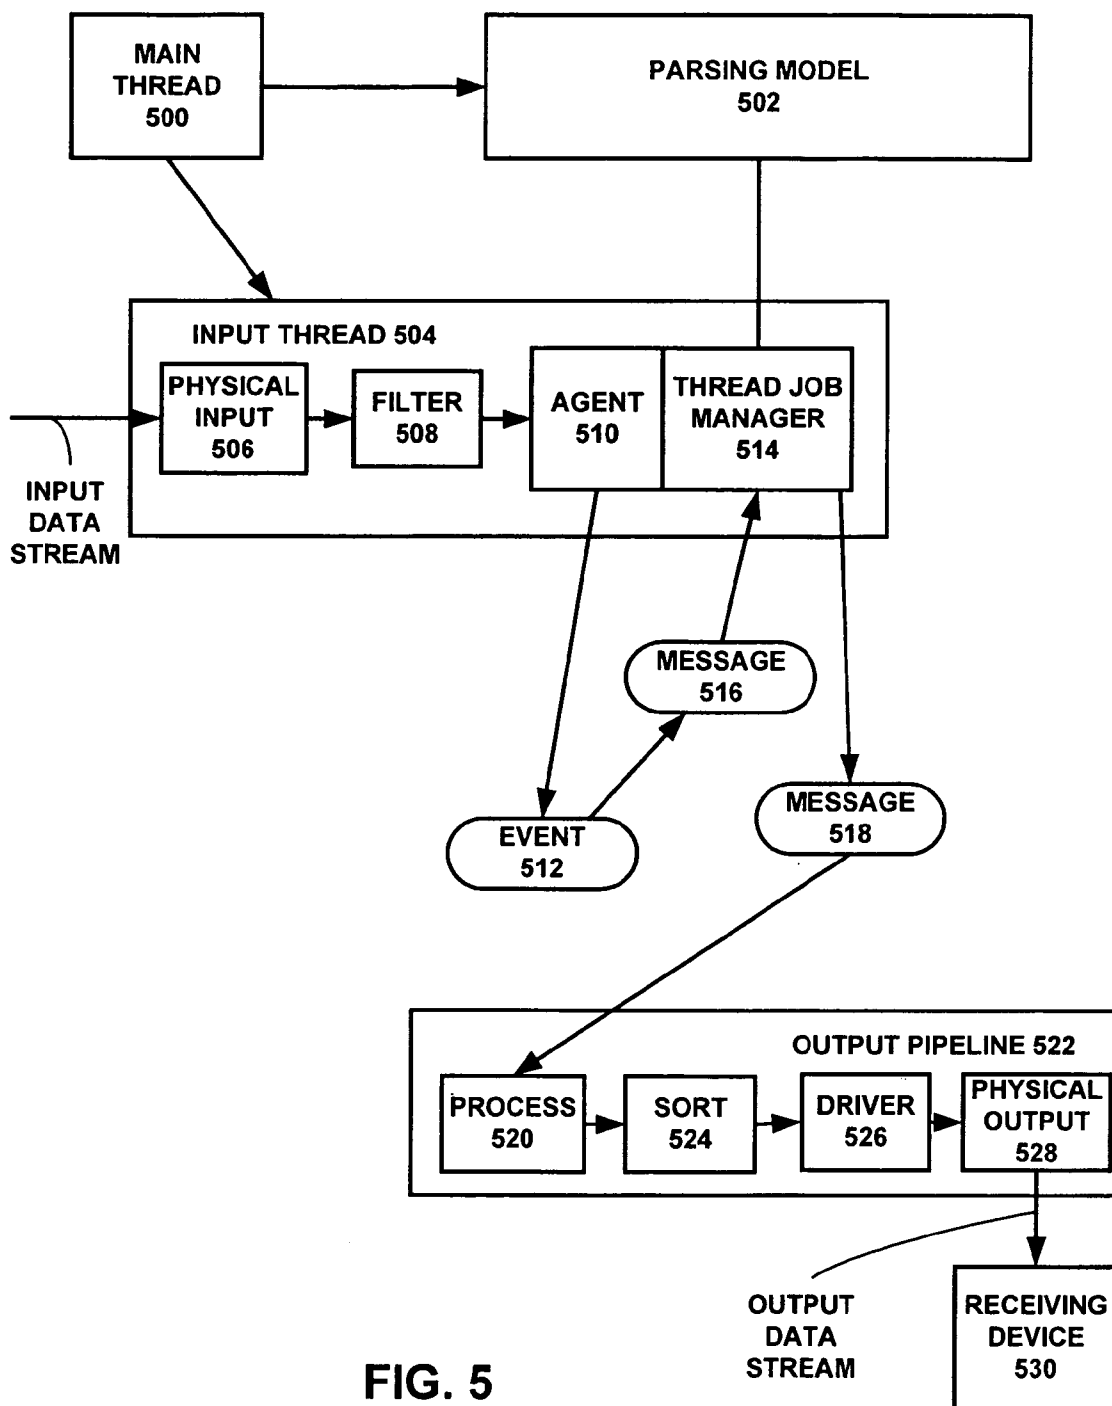 MAIN
THREAD
500
PARSING MODEL
502
INPUT THREAD 504
PHYSICAL
INPUT
506
FILTER
508
AGENT
510
THREAD JOB
MANAGER
514
INPUT
DATA
STREAM
MESSAGE
516
MESSAGE
518
EVENT
512
OUTPUT PIPELINE 522
PROCESS
520
SORT
524
DRIVER
526
PHYSICAL
OUTPUT
528
OUTPUT
DATA
STREAM
RECEIVING
DEVICE
530
FIG. 5